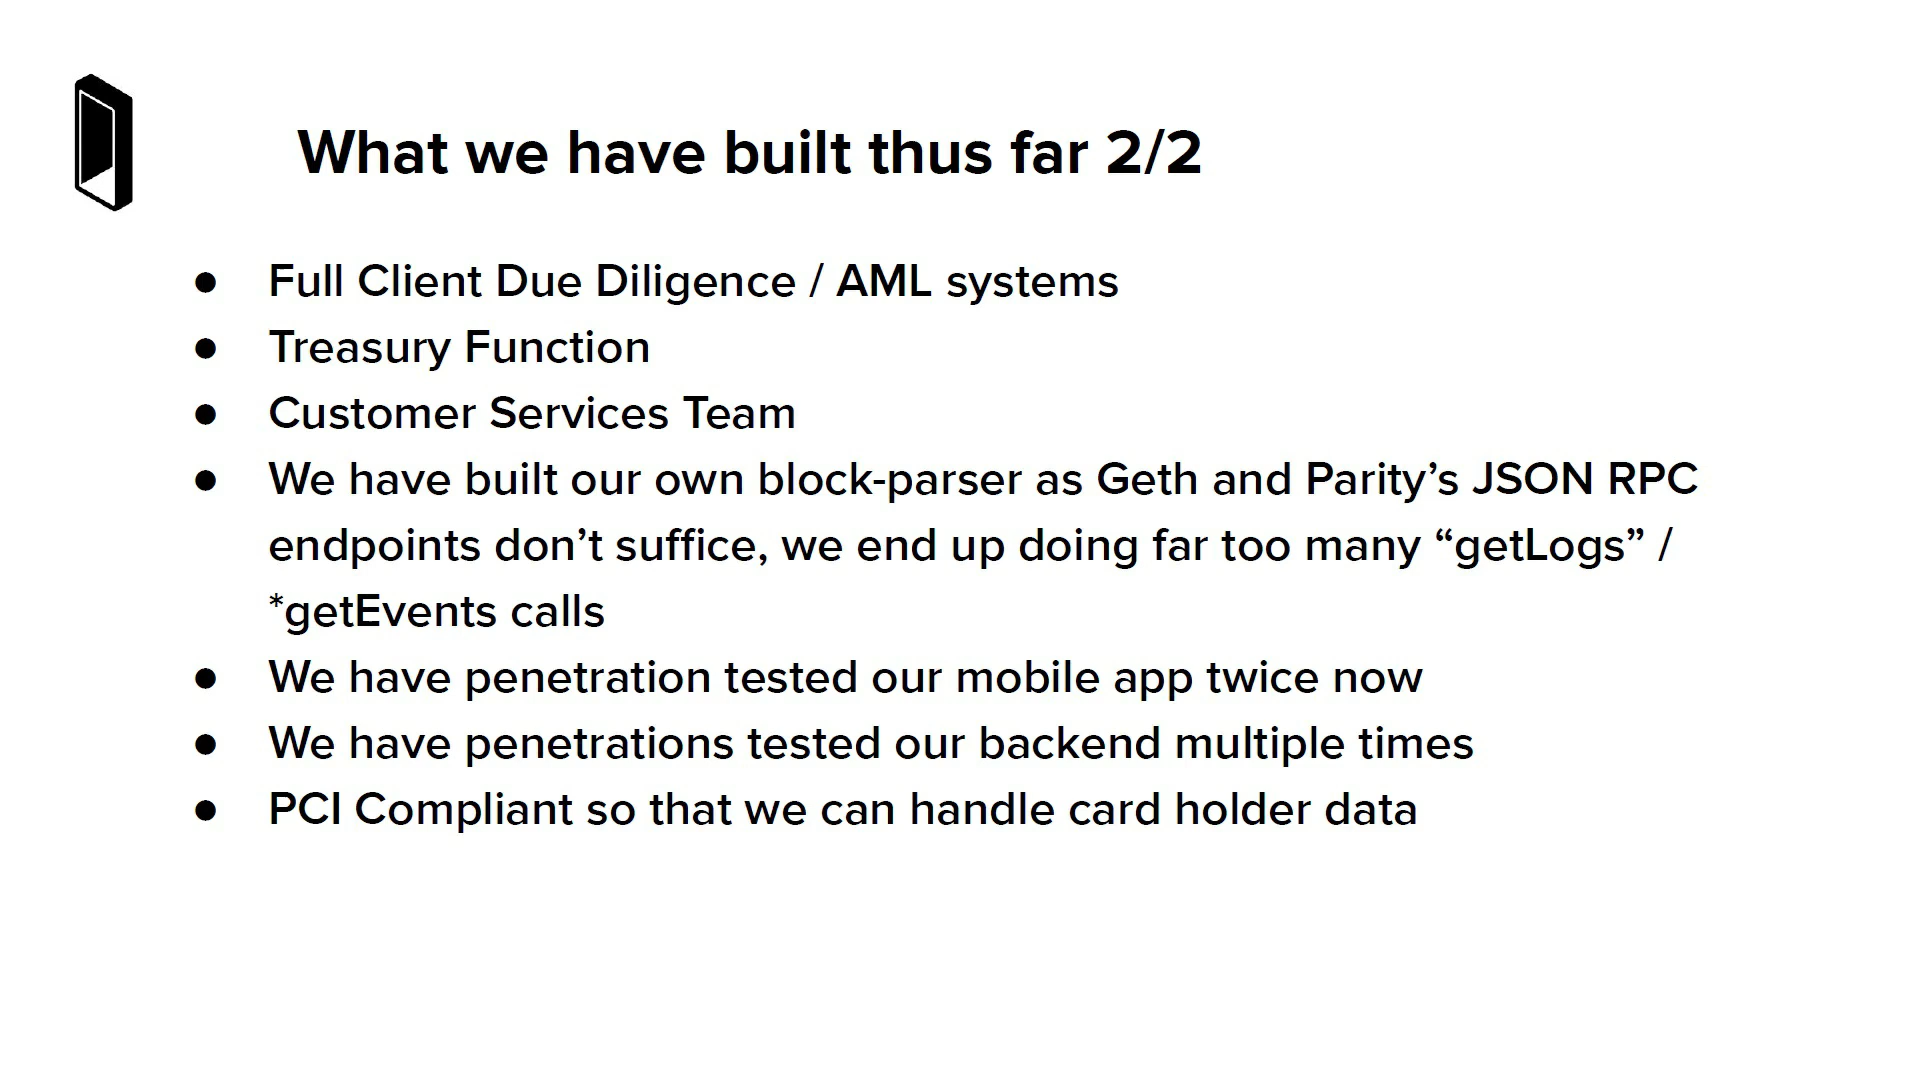 What we have built thus far 2/2
● Full Client Due Diligence / AML systems
● Treasury Function
● Customer Services Team
● We have built our own block-parser as Geth and Parity’s JSON RPC
endpoints don’t suffice, we end up doing far too many “getLogs” /
*getEvents calls
● We have penetration tested our mobile app twice now
● We have penetrations tested our backend multiple times
● PCI Compliant so that we can handle card holder data